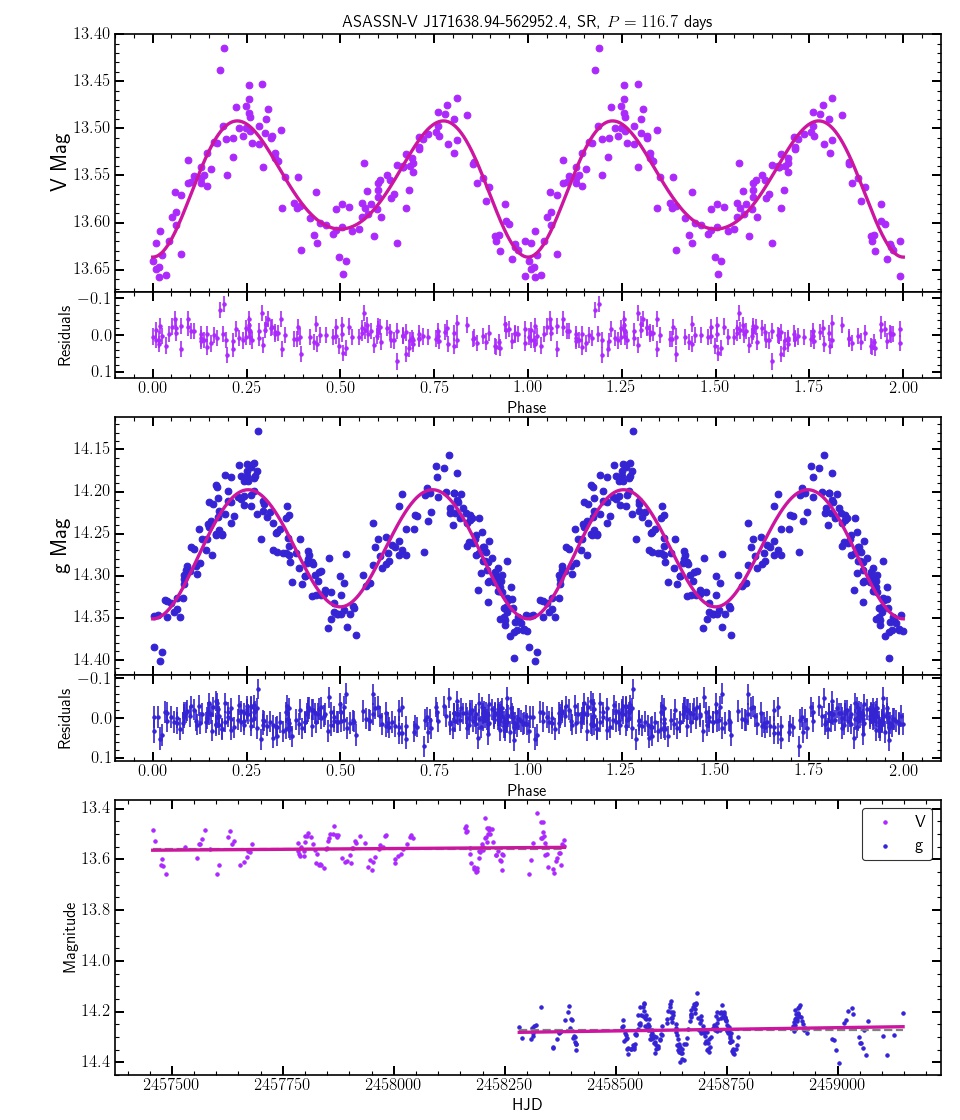 ASASSN-V J171638.94-562952.4, SR, P = 116.7 days
13.40
13.45
13.50
13.55
13.60
13.65
V Mag
−0.1
0.0
0.1
Residuals
0.00 0.25 0.50 0.75 1.00 1.25 1.50 1.75 2.00
Phase
14.15
14.20
14.25
14.30
14.35
14.40
g Mag
−0.1
0.0
0.1
Residuals
0.00 0.25 0.50 0.75 1.00 1.25 1.50 1.75 2.00
Phase
13.4
13.6
13.8
14.0
14.2
14.4
Magnitude
V
g
2457500 2457750 2458000 2458250 2458500 2458750 2459000
HJD